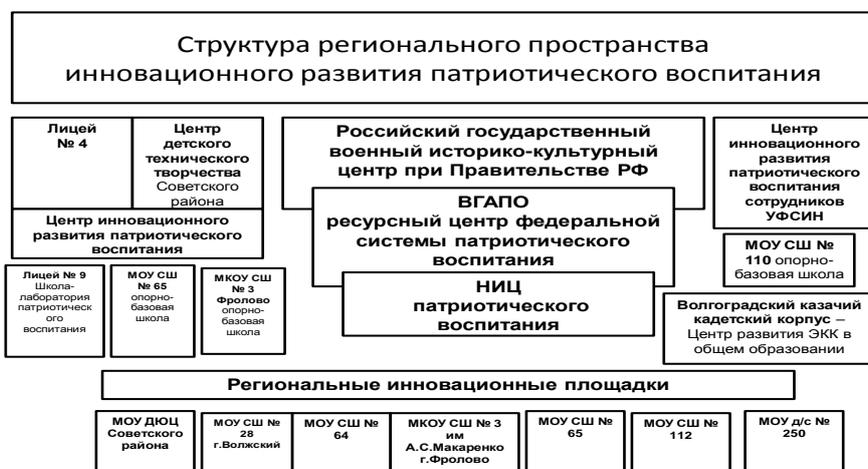 Структура регионального пространства
инновационного развития патриотического воспитания
Лицей
№ 4
Центр
детского
технического
творчества
Советского
района
Центр инновационного
развития патриотического
воспитания
Российский государственный
военный историко-культурный
центр при Правительстве РФ
ВГАПО
ресурсный центр федеральной
системы патриотического
воспитания
НИЦ
патриотического
воспитания
Центр
инновационного
развития
патриотического
воспитания
сотрудников
УФСИН
МОУ СШ №
110 опорно-
базовая школа
Лицей № 9
Школа-
лаборатория
патриотическ
ого
воспитания
МОУ СШ
№ 65
опорно-
базовая
школа
МКОУ СШ
№ 3
Фролово
опорно-
базовая
школа
Волгоградский казачий
кадетский корпус –
Центр развития ЭКК в
общем образовании
Региональные инновационные площадки
МОУ ДЮЦ
Советского
района
МОУ СШ №
28
г.Волжский
МОУ СШ №
64
МКОУ СШ № 3
им
А.С.Макаренко
г.Фролово
МОУ СШ №
65
МОУ СШ №
112
МОУ д/с №
250